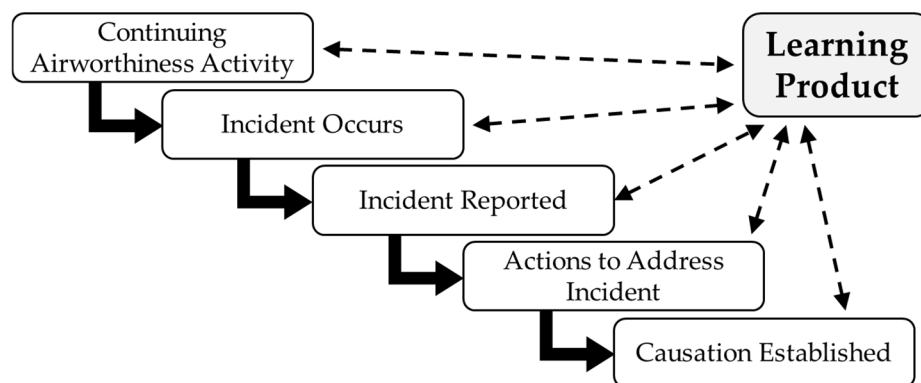 Continuing
Airworthiness Activity
Learning
Product
Incident Occurs
Incident Reported
Actions to Address
Incident
Causation Established